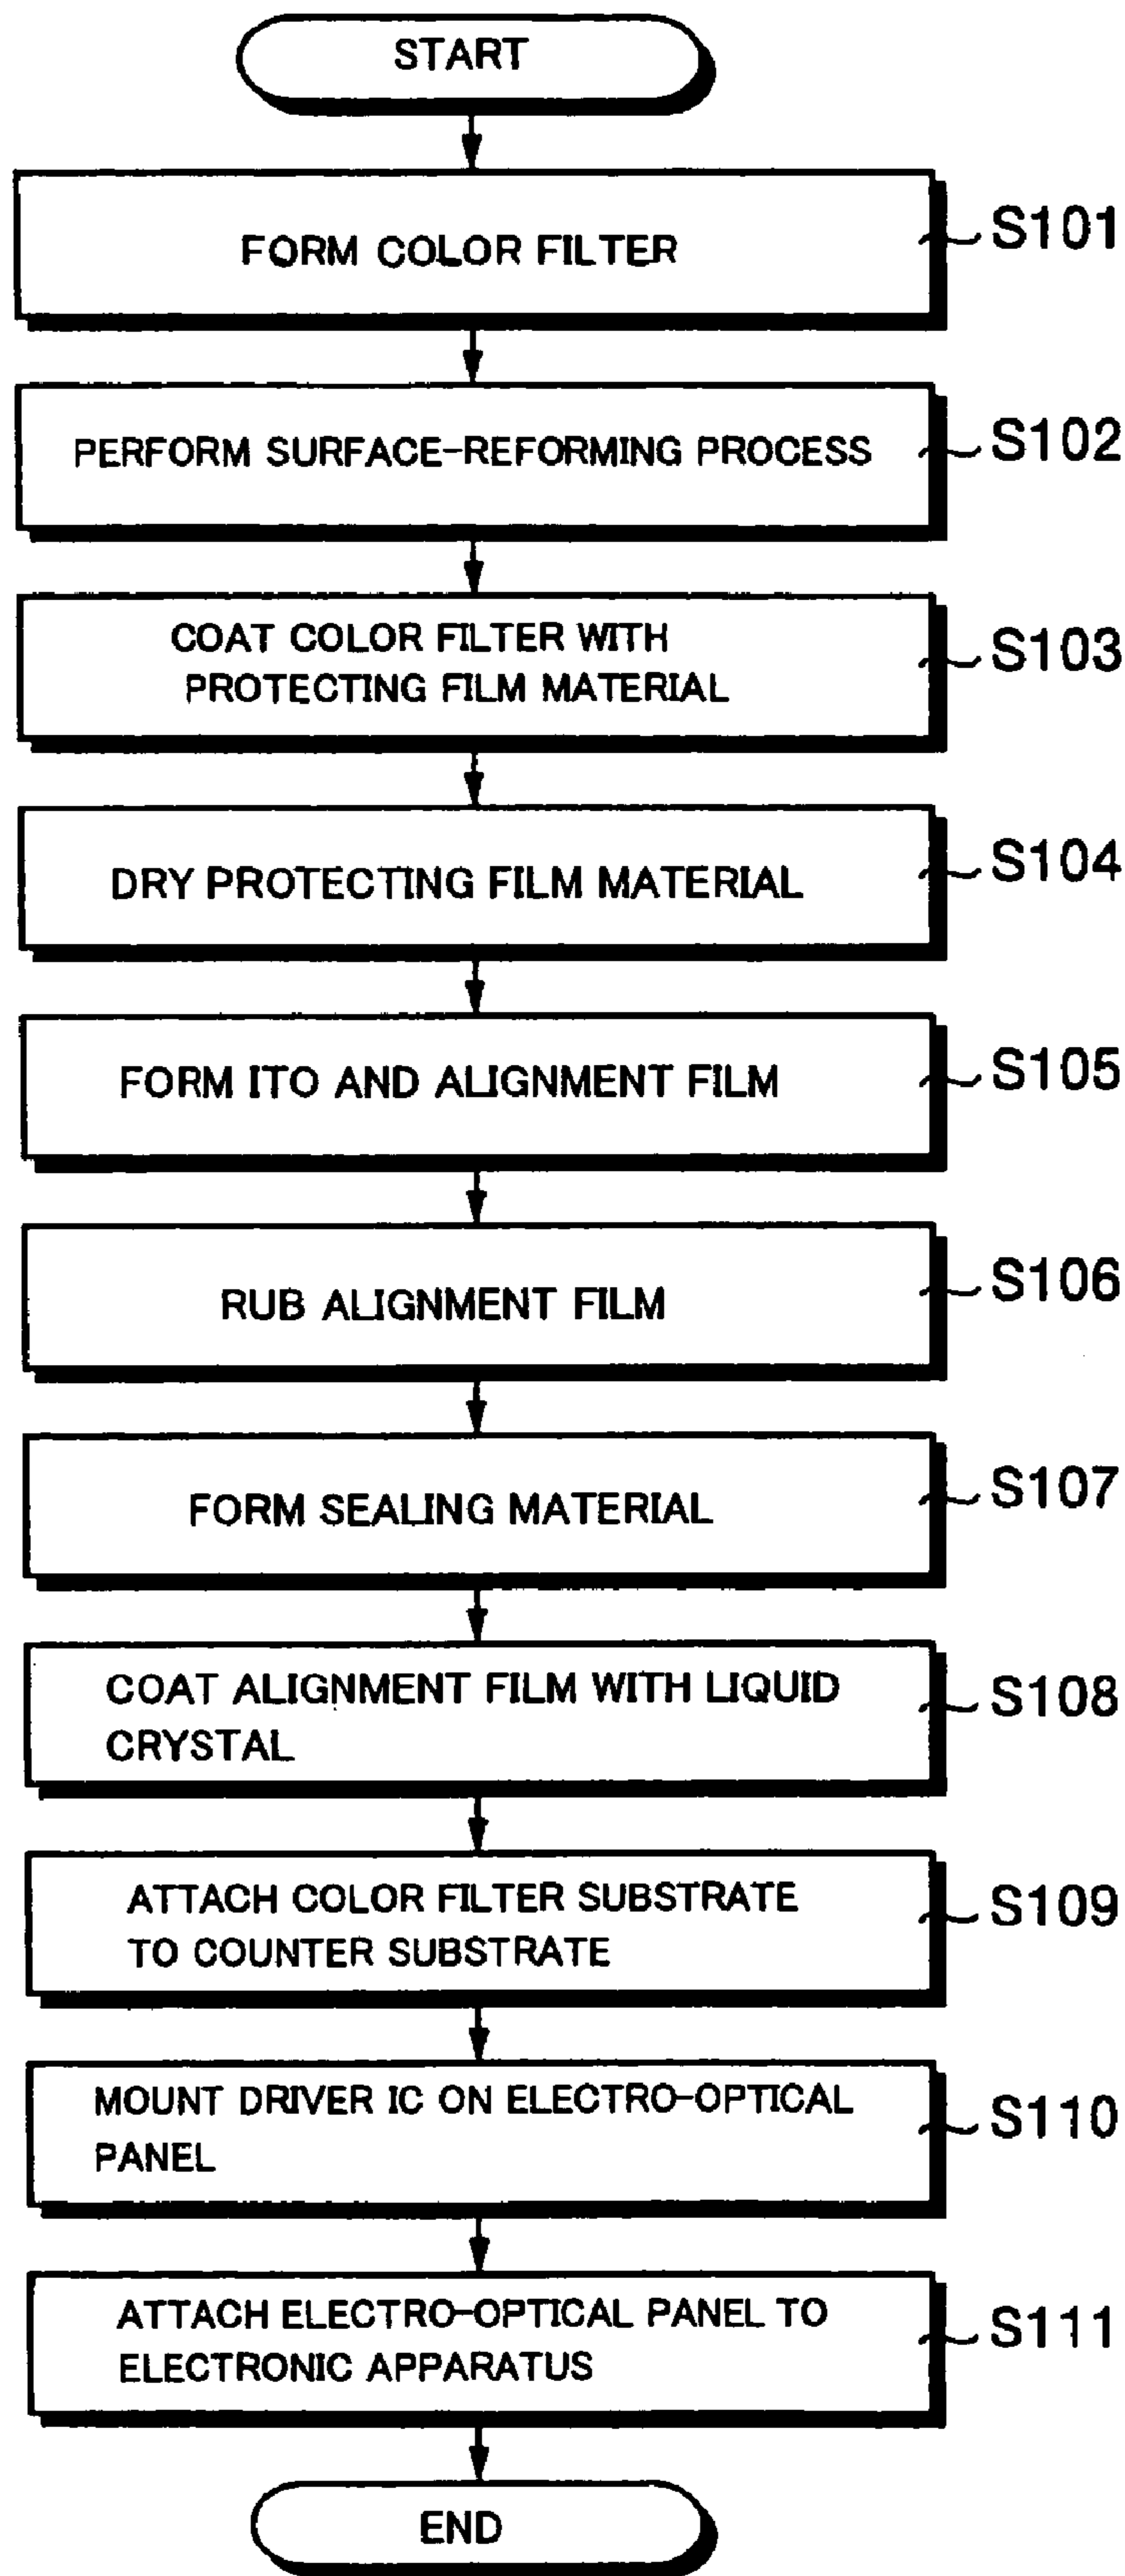 START
FORM COLOR FILTER
S101
PERFORM SURFACE-REFORMING PROCESS
S102
COAT COLOR FILTER WITH
PROTECTING FILM MATERIAL
S103
DRY PROTECTING FILM MATERIAL
S104
FORM ITO AND ALIGNMENT FILM
S105
RUB ALIGNMENT FILM
S106
FORM SEALING MATERIAL
S107
COAT ALIGNMENT FILM WITH LIQUID
CRYSTAL
S108
ATTACH COLOR FILTER SUBSTRATE
TO COUNTER SUBSTRATE
S109
MOUNT DRIVER IC ON ELECTRO-OPTICAL
PANEL
S110
ATTACH ELECTRO-OPTICAL PANEL TO
ELECTRONIC APPARATUS
S111
END